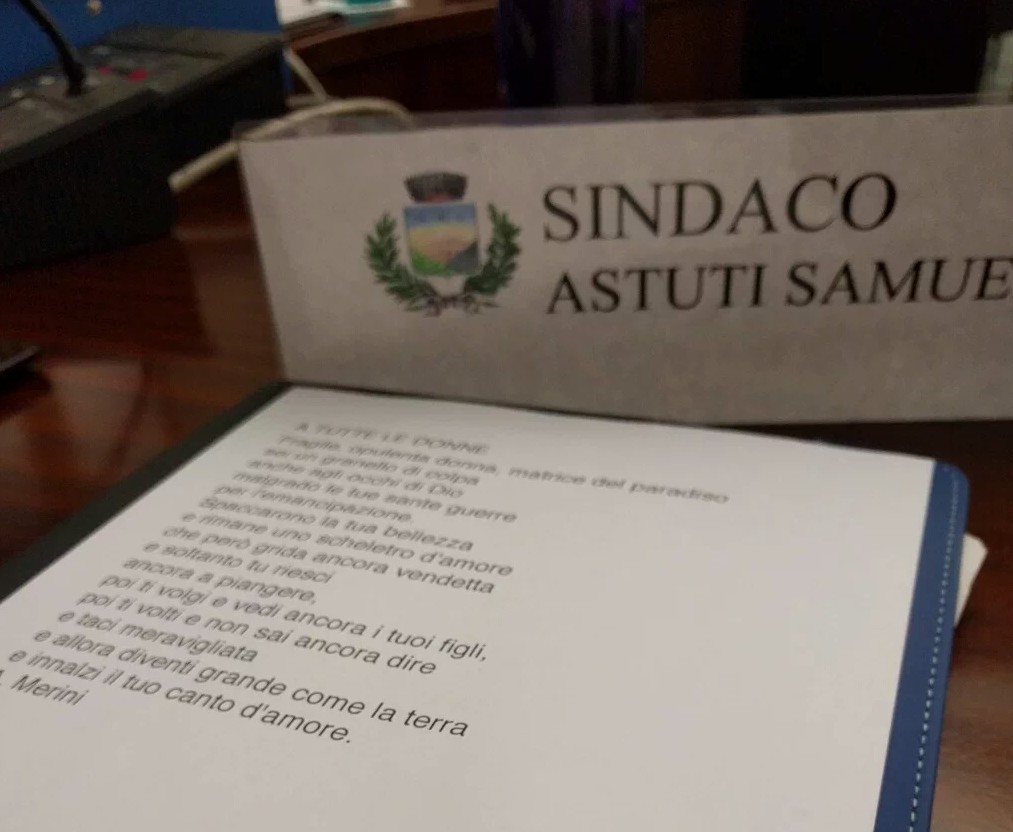 SINDACO
ASTUTI SAMUE
A TUTTE LE DONNE
Fragile, opulenta donna, matrice del paradiso
sei un granello di colpa
anche agli occhi di Dio
malgrado le tue sante guerre
per l'emancipazione.
Spaccarono la tua bellezza
e rimane uno scheletro d'amore
che però grida ancora vendetta
e soltanto tu riesci
ancora a piangere,
poi ti volgi e vedi ancora i tuoi figli,
poi ti volti e non sai ancora dire
e taci meravigliata
e allora diventi grande come la terra
e innalzi il tuo canto d'amore.
. Merini